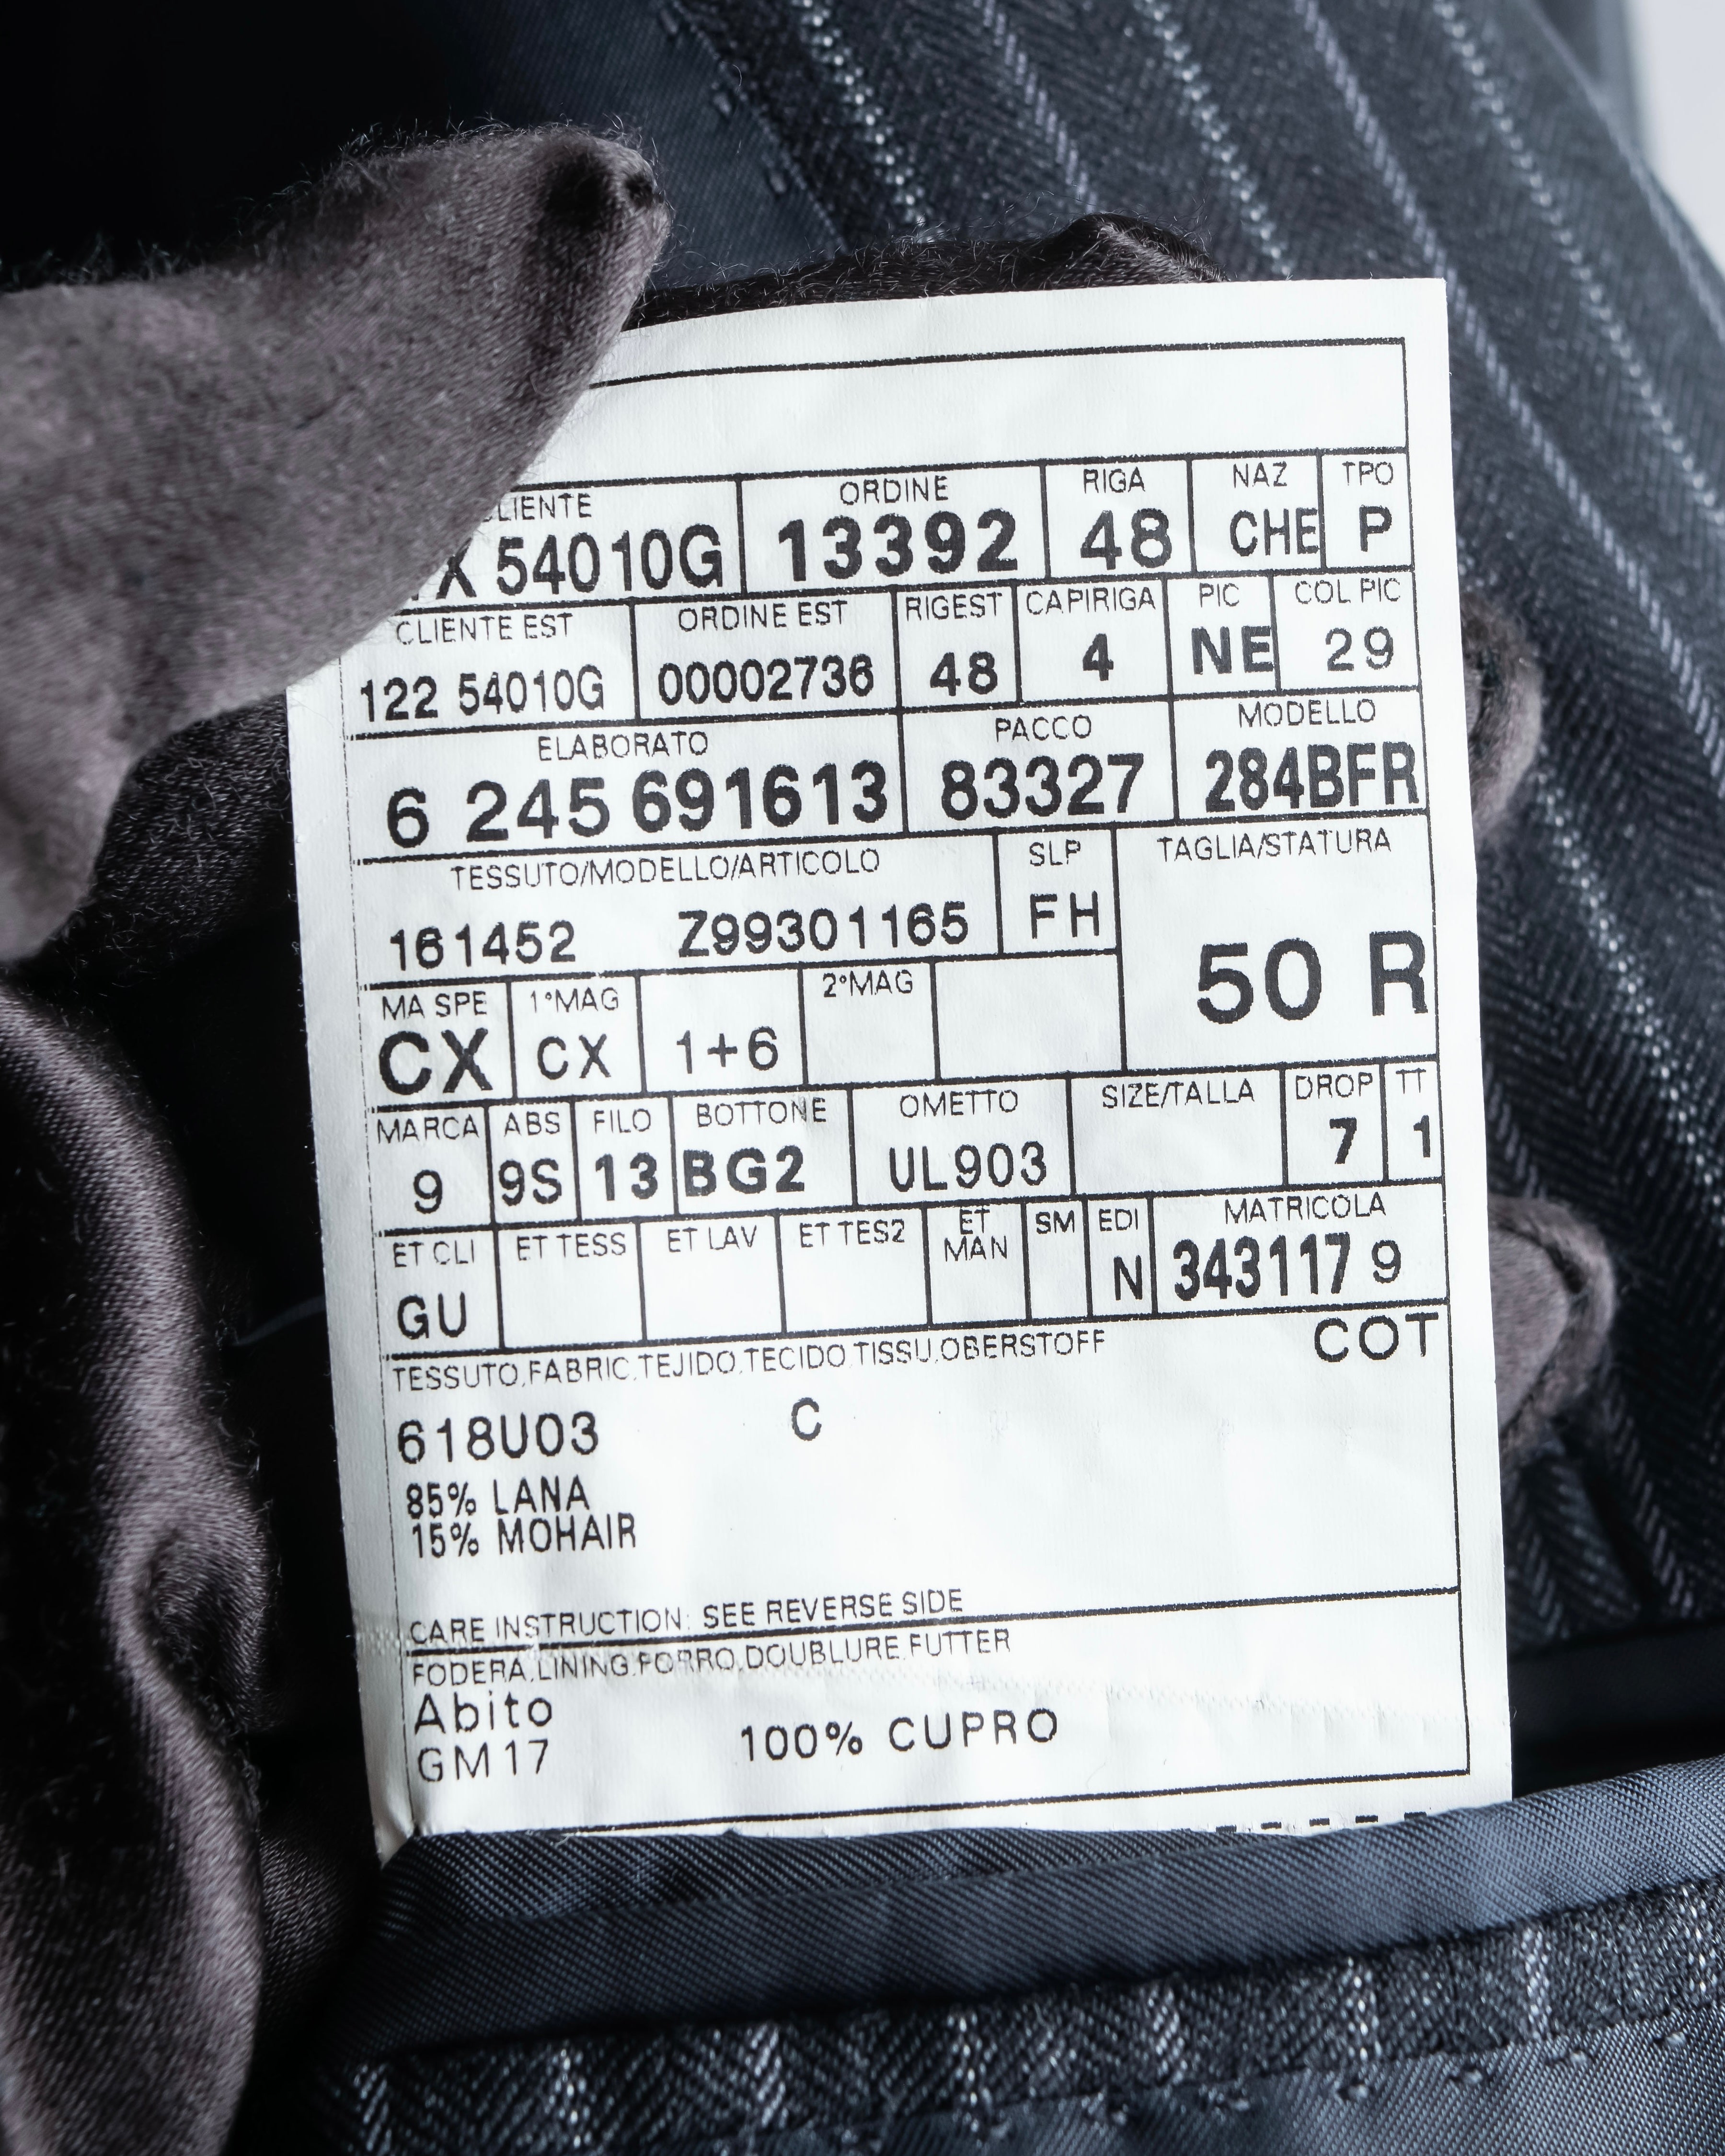 ORDINE RIGA NAZ TPO
X 54010G 13392 48 CHE P
CLIENTE EST ORDINE EST RIGEST CAPIRIGA PIC COL PIC
122 54010G 00002736 48 4 NE 29
ELABORATO PACCO MODELLO
6 245 691613 83327 284BFR
TESSUTO/MODELLO/ARTICOLO SLP TAGLIA/STATURA
161452 Z99301165 FH 50 R
MA SPE 1°MAG 2°MAG
CX CX 1+6
MARCA ABS FILO BOTTONE OMETTO SIZE/TALLA DROP TT
9 9S 13 BG2 UL903 7 1
ET CLI ET TESS ET LAV ET TES2 ET MAN SM EDI MATRICOLA
GU N 343117 9
TESSUTO,FABRIC,TEJIDO,TECIDO,TISSU,OBERSTOFF COT
618U03 C
85% LANA
15% MOHAIR
CARE INSTRUCTION: SEE REVERSE SIDE
FODERA,LINING,FORRO,DOUBLURE,FUTTER
Abito
GM17 100% CUPRO